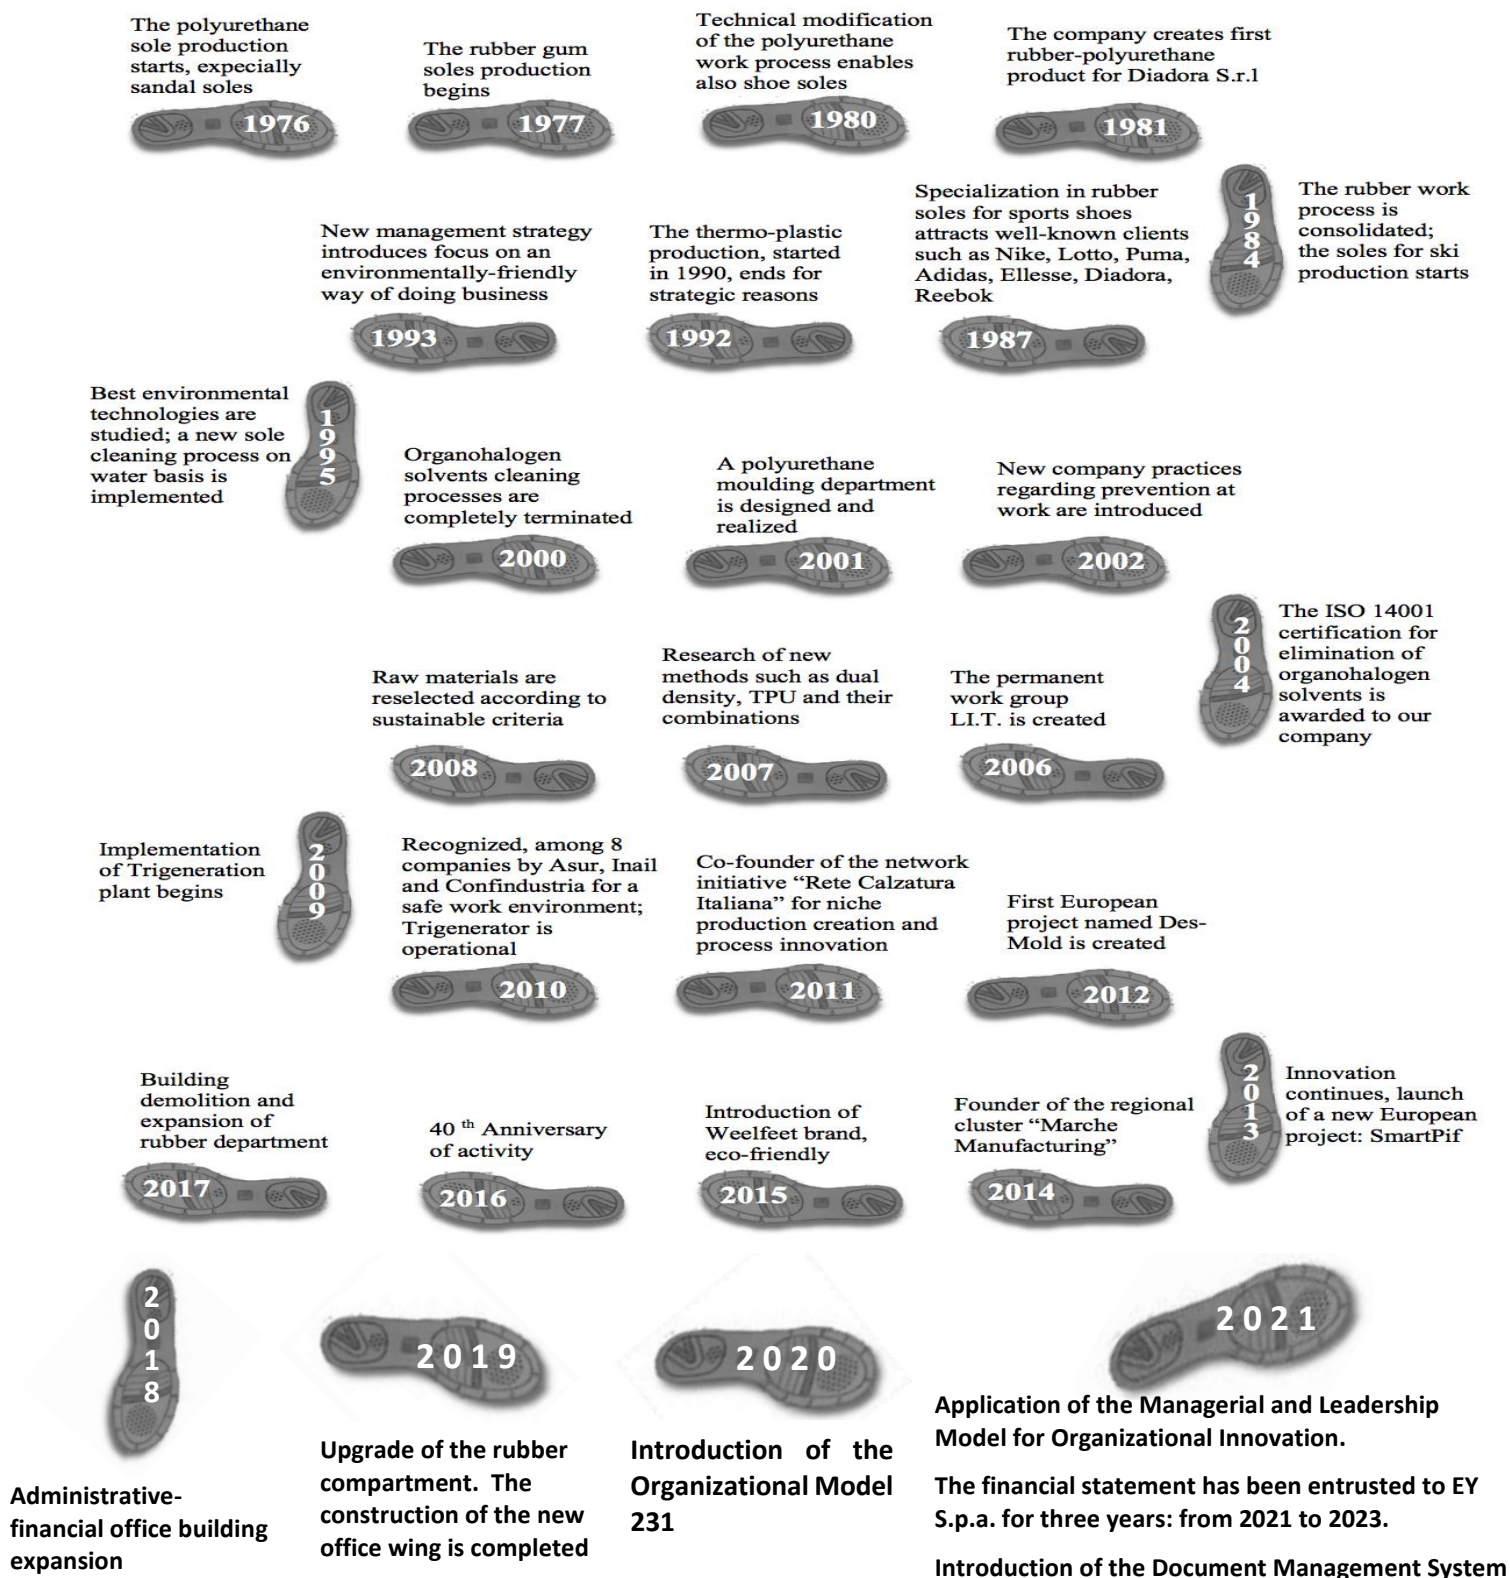 The polyurethane
sole production
starts, expecially
sandal soles
1976
The rubber gum
soles production
begins
1977
Technical modification
of the polyurethane
work process enables
also shoe soles
1980
The company creates first
rubber-polyurethane
product for Diadora S.r.l
1981
1984
The rubber work
process is
consolidated;
the soles for ski
production starts
Specialization in rubber
soles for sports shoes
attracts well-known clients
such as Nike, Lotto, Puma,
Adidas, Ellesse, Diadora,
Reebok
1987
The thermo-plastic
production, started
in 1990, ends for
strategic reasons
1992
New management strategy
introduces focus on an
environmentally-friendly
way of doing business
1993
Best environmental
technologies are
studied; a new sole
cleaning process on
water basis is
implemented
1995
Organohalogen
solvents cleaning
processes are
completely terminated
2000
A polyurethane
moulding department
is designed and
realized
2001
New company practices
regarding prevention at
work are introduced
2002
2004
The ISO 14001
certification for
elimination of
organohalogen
solvents is
awarded to our
company
The permanent
work group
LI.T. is created
2006
Research of new
methods such as dual
density, TPU and their
combinations
2007
Raw materials are
reselected according to
sustainable criteria
2008
Implementation
of Trigeneration
plant begins
2009
Recognized, among 8
companies by Asur, Inail
and Confindustria for a
safe work environment;
Trigenerator is
operational
2010
Co-founder of the network
initiative “Rete Calzatura
Italiana” for niche
production creation and
process innovation
2011
First European
project named Des-
Mold is created
2012
2013
Innovation
continues, launch
of a new European
project: SmartPif
Founder of the regional
cluster “Marche
Manufacturing”
2014
Introduction of
Weelfeet brand,
eco-friendly
2015
40 th Anniversary
of activity
2016
Building
demolition and
expansion of
rubber department
2017
2018
Administrative-
financial office building
expansion
2019
Upgrade of the rubber
compartment. The
construction of the new
office wing is completed
2020
Introduction of the
Organizational Model
231
2021
Application of the Managerial and Leadership
Model for Organizational Innovation.
The financial statement has been entrusted to EY
S.p.a. for three years: from 2021 to 2023.
Introduction of the Document Management System